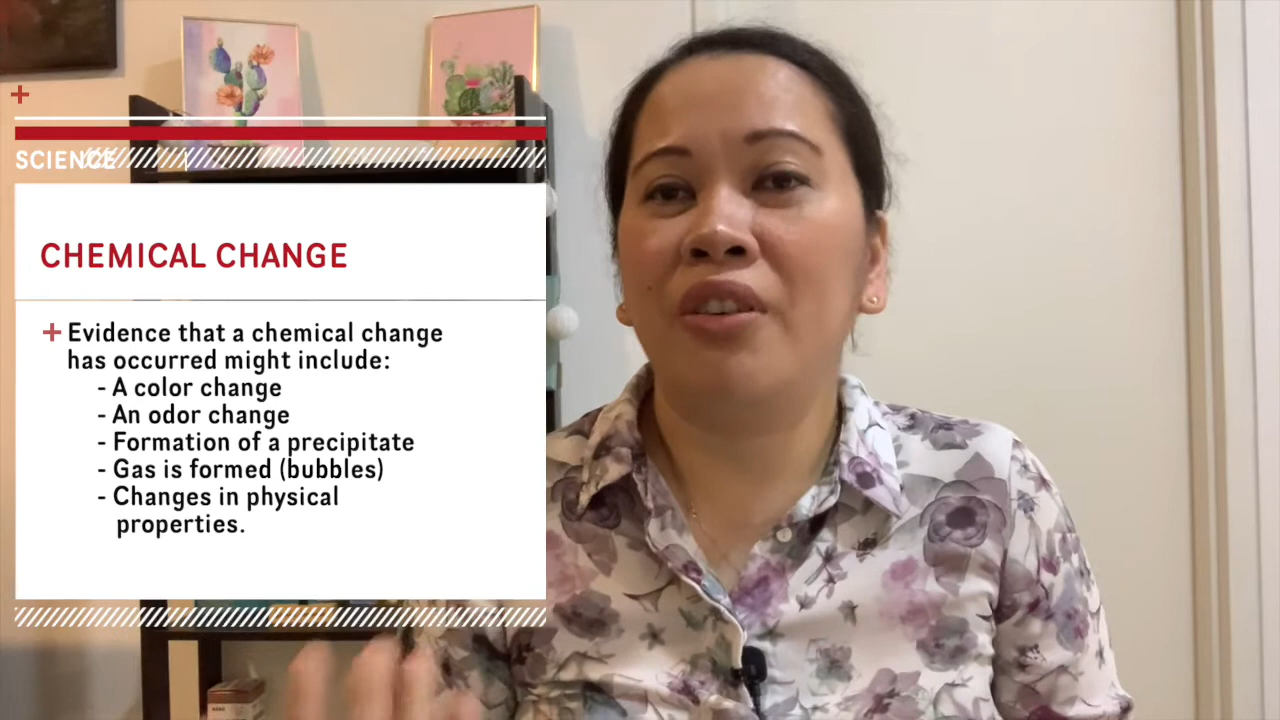 SCIENCE
CHEMICAL CHANGE
Evidence that a chemical change
has occurred might include:
- A color change
- An odor change
- Formation of a precipitate
- Gas is formed (bubbles)
- Changes in physical
properties.